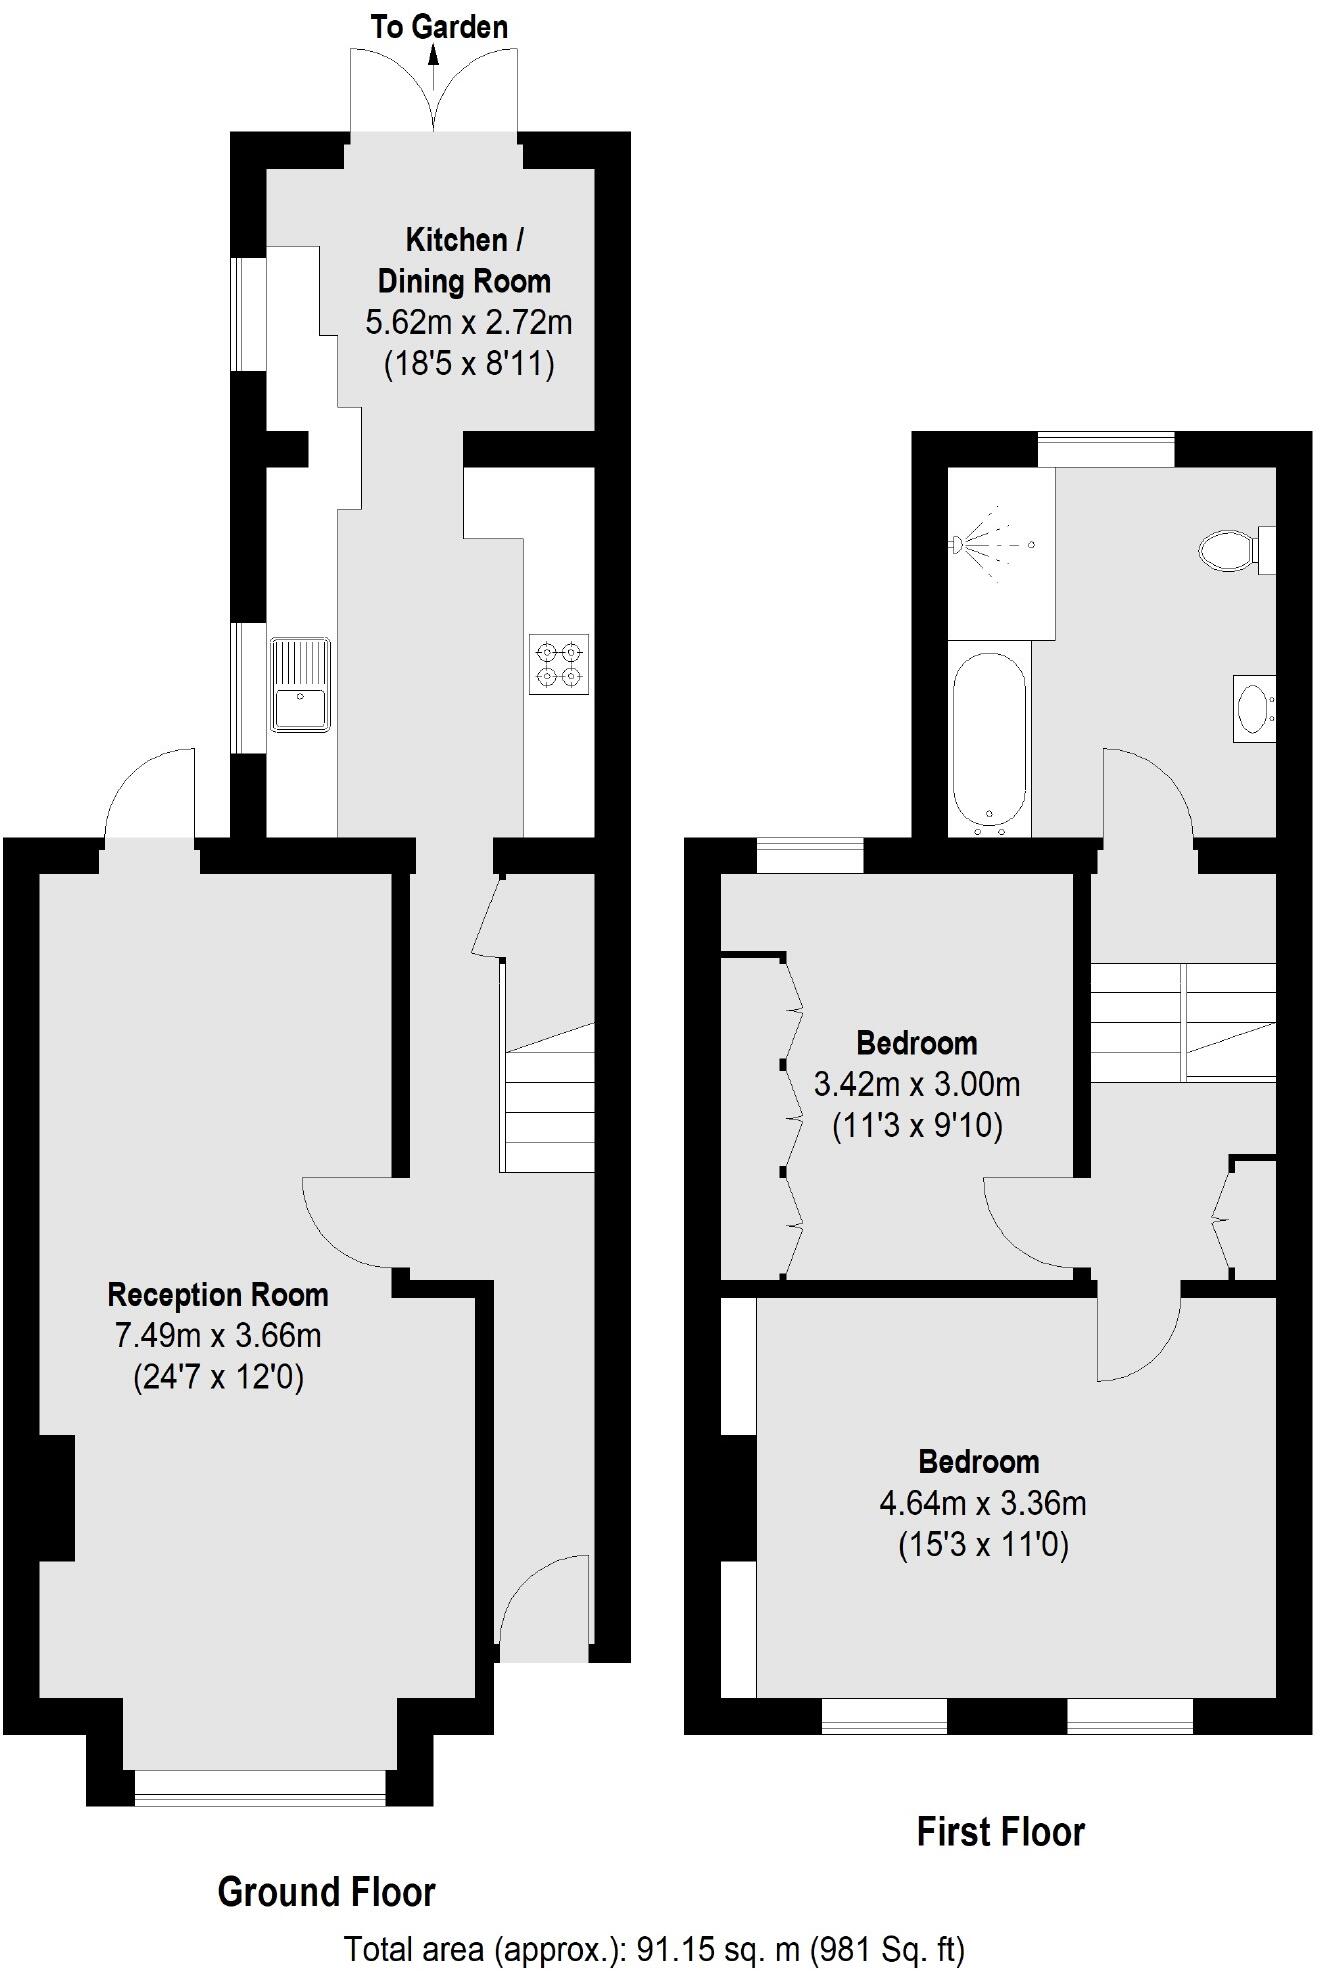 To Garden
Kitchen /
Dining Room
5.62m x 2.72m
(18'5 x 8'11)
Reception Room
7.49m x 3.66m
(24'7 x 12'0)
Ground Floor
Bedroom
3.42m x 3.00m
(11'3 x 9'10)
Bedroom
4.64m x 3.36m
(15'3 x 11'0)
First Floor
Total area (approx.): 91.15 sq. m (981 Sq. ft)